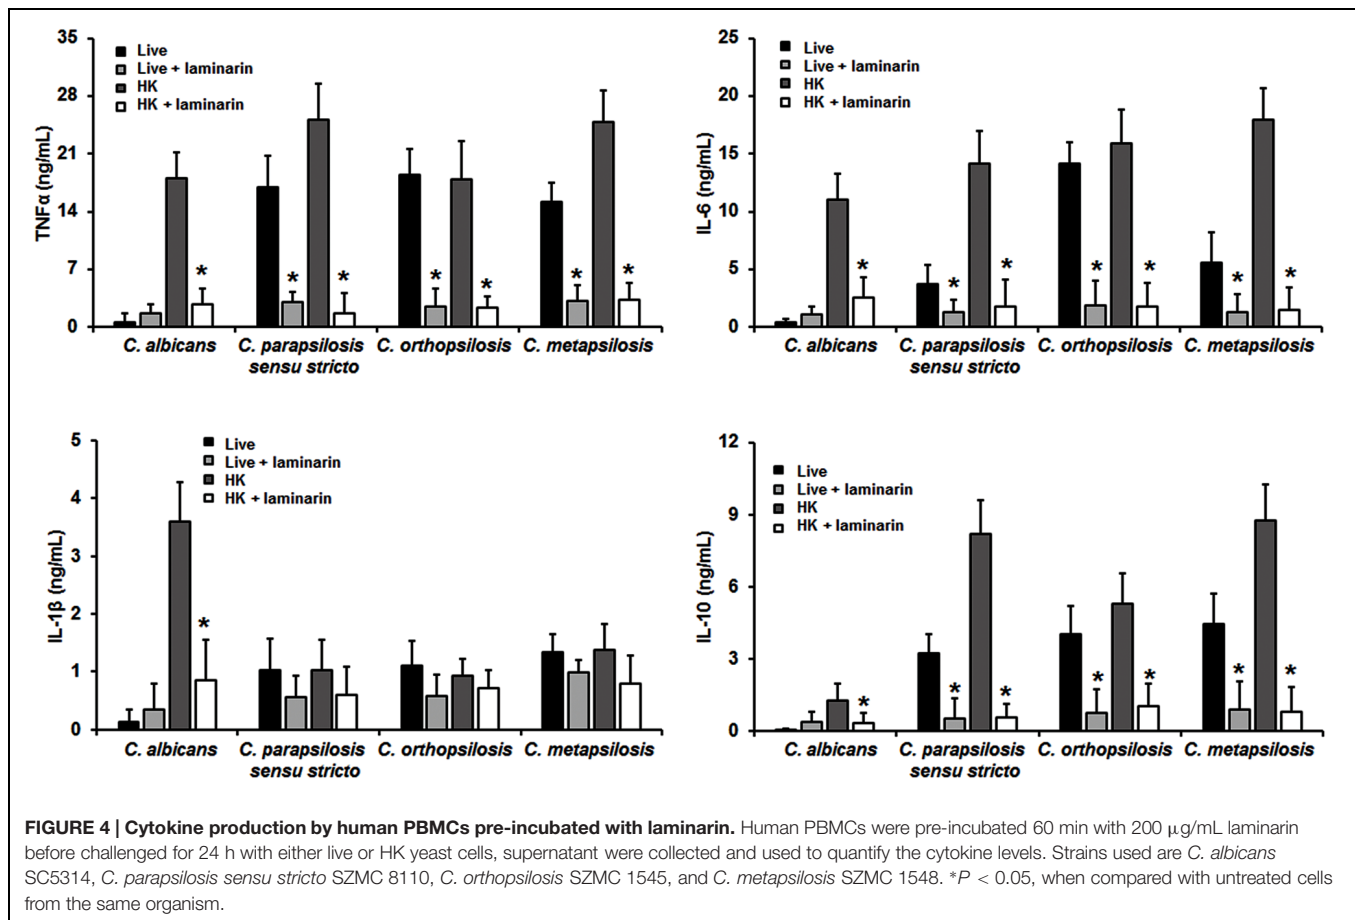 35
28
21
14
7
0
TNFα (ng/mL)
Live
Live + laminarin
HK
HK + laminarin
*
* *
* *
* *
C. albicans C. parapsilosis C. orthopsilosis C. metapsilosis
sensu stricto
25
20
15
10
5
0
IL-6 (ng/mL)
Live
Live + laminarin
HK
HK + laminarin
*
* *
* *
* *
C. albicans C. parapsilosis C. orthopsilosis C. metapsilosis
sensu stricto
5
4
3
2
1
0
IL-1β (ng/mL)
Live
Live + laminarin
HK
HK + laminarin
*
C. albicans C. parapsilosis C. orthopsilosis C. metapsilosis
sensu stricto
12
9
6
3
0
IL-10 (ng/mL)
Live
Live + laminarin
HK
HK + laminarin
*
* *
* *
* *
C. albicans C. parapsilosis C. orthopsilosis C. metapsilosis
sensu stricto
FIGURE 4 | Cytokine production by human PBMCs pre-incubated with laminarin. Human PBMCs were pre-incubated 60 min with 200 μg/mL laminarin
before challenged for 24 h with either live or HK yeast cells, supernatant were collected and used to quantify the cytokine levels. Strains used are C. albicans
SC5314, C. parapsilosis sensu stricto SZMC 8110, C. orthopsilosis SZMC 1545, and C. metapsilosis SZMC 1548. *P < 0.05, when compared with untreated cells
from the same organism.